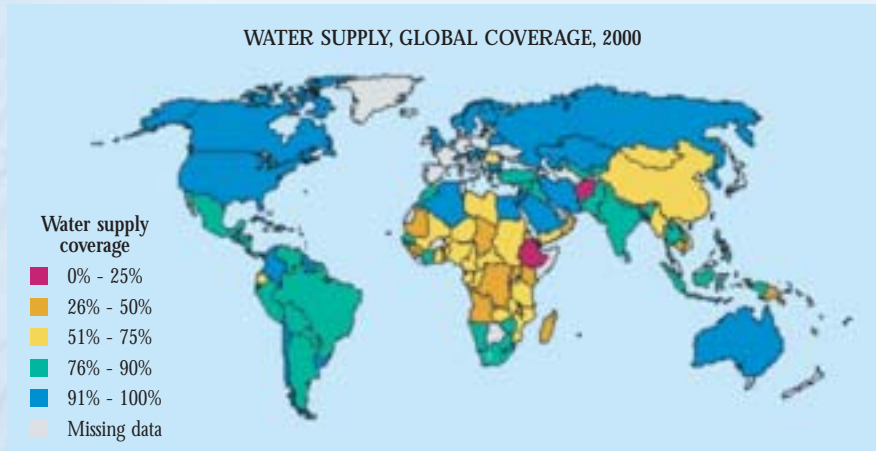 WATER SUPPLY, GLOBAL COVERAGE, 2000
Water supply
coverage
0% - 25%
26% - 50%
51% - 75%
76% - 90%
91% - 100%
Missing data